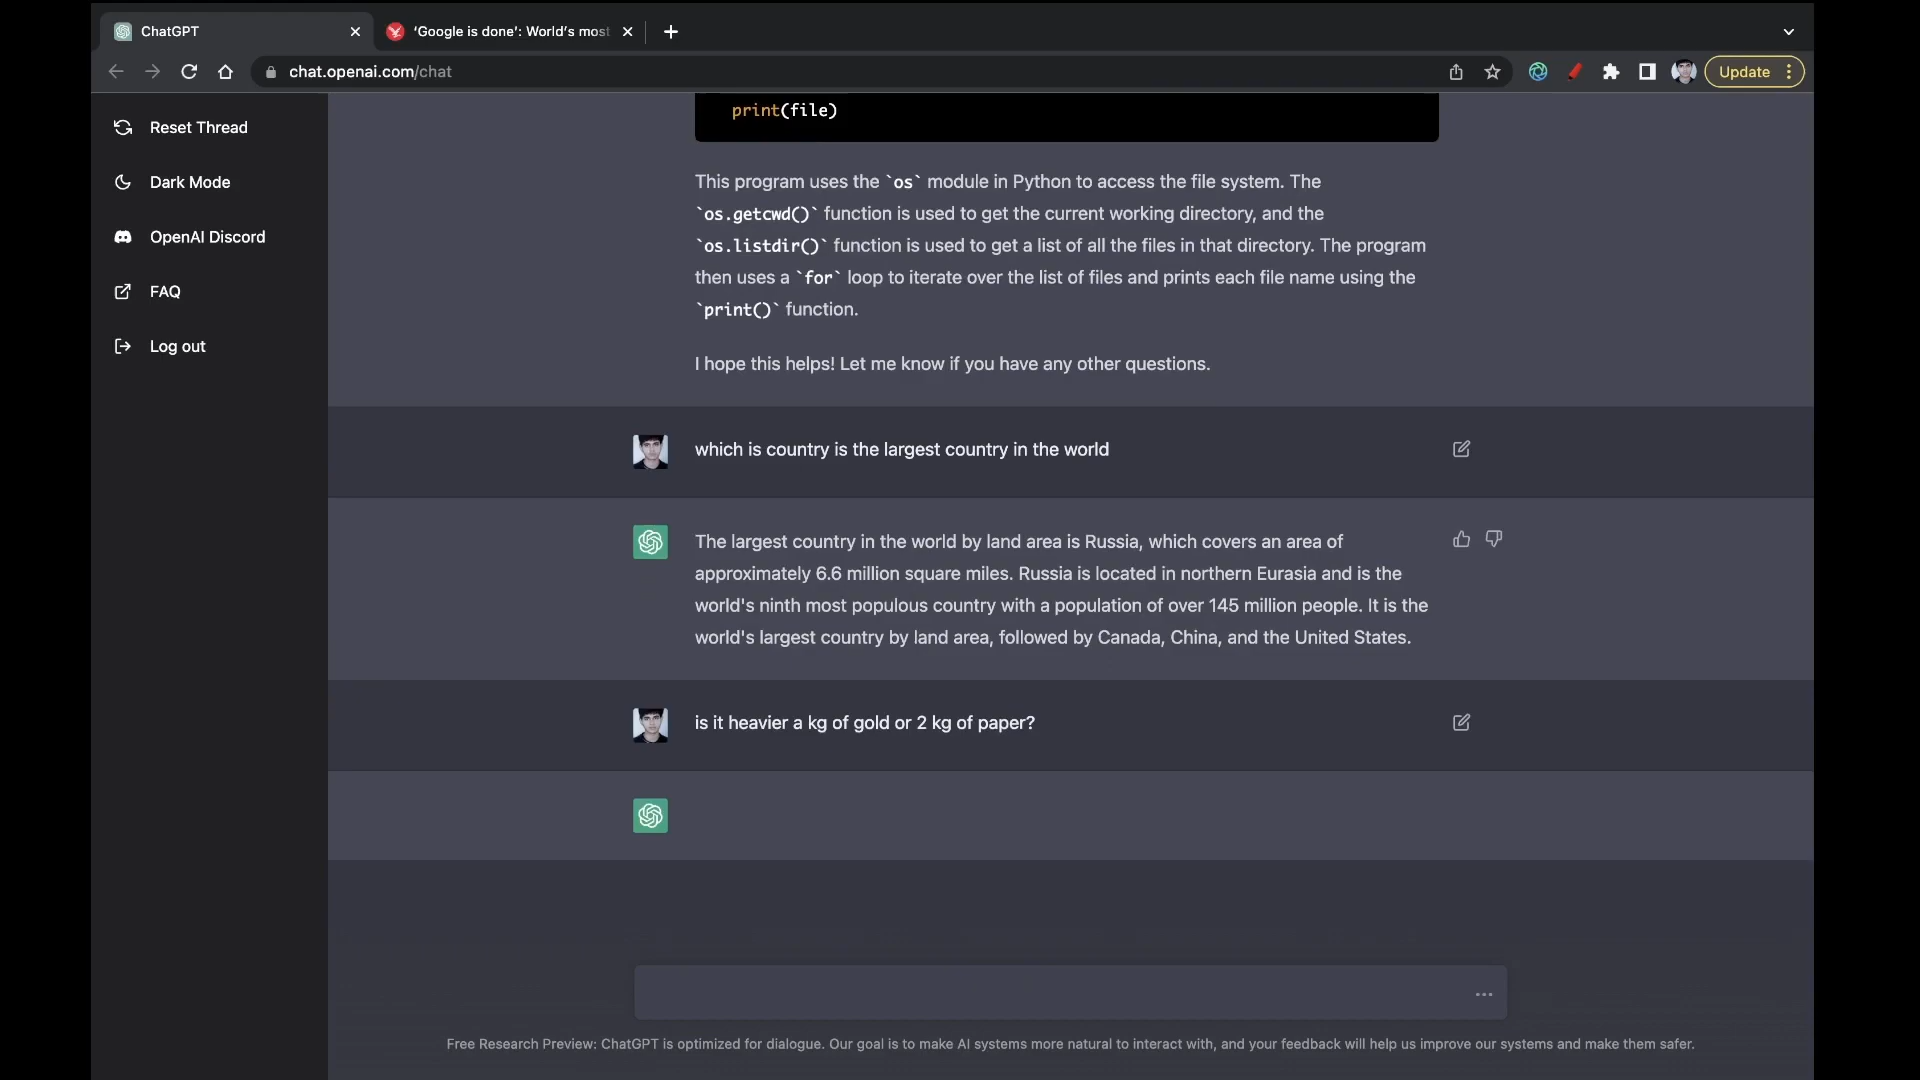 ChatGPT
‘Google is done’: World’s most
chat.openai.com/chat
Update
Reset Thread
Dark Mode
OpenAI Discord
FAQ
Log out
print(file)
This program uses the `os` module in Python to access the file system. The
`os.getcwd()` function is used to get the current working directory, and the
`os.listdir()` function is used to get a list of all the files in that directory. The program
then uses a `for` loop to iterate over the list of files and prints each file name using the
`print()` function.
I hope this helps! Let me know if you have any other questions.
which is country is the largest country in the world
The largest country in the world by land area is Russia, which covers an area of
approximately 6.6 million square miles. Russia is located in northern Eurasia and is the
world's ninth most populous country with a population of over 145 million people. It is the
world's largest country by land area, followed by Canada, China, and the United States.
is it heavier a kg of gold or 2 kg of paper?
Free Research Preview: ChatGPT is optimized for dialogue. Our goal is to make AI systems more natural to interact with, and your feedback will help us improve our systems and make them safer.